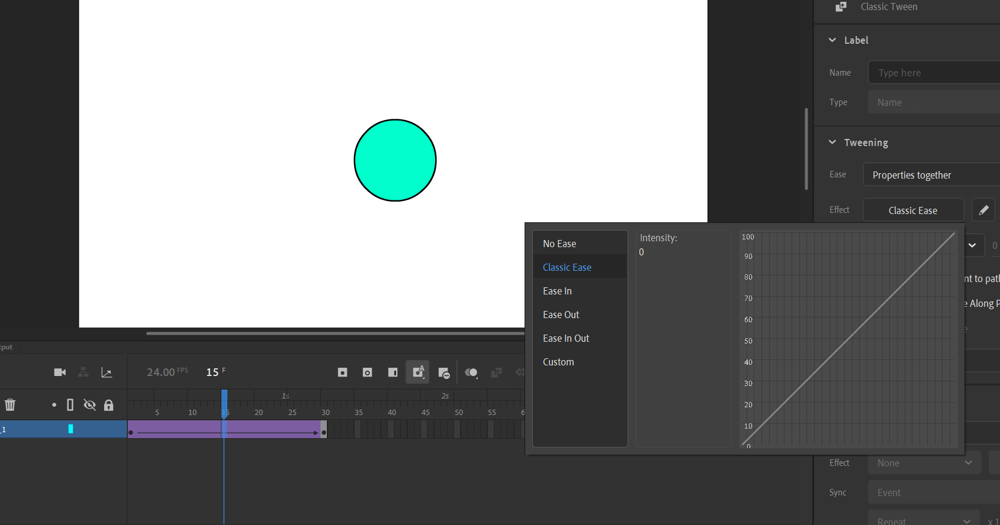 Classic Tween
Label
Name
Type here
Type
Name
Tweening
Ease
Properties together
Effect
Classic Ease
0
nt to path
e Along P
e
No Ease
Classic Ease
Ease In
Ease Out
Ease In Out
Custom
Intensity:
0
100
90
80
70
60
50
40
30
20
10
0
Effect
None
Sync
Event
Repeat
x 1
tput
24.00 FPS
15 F
1s
2s
5
10
15
20
25
30
35
40
45
50
55
6
_1